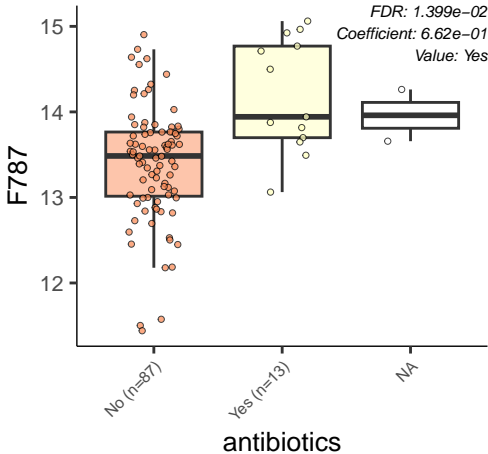 FDR: 1.399e−02
Coefficient: 6.62e−01
Value: Yes
15
14
13
12
F787
No (n=87)
Yes (n=13)
NA
antibiotics